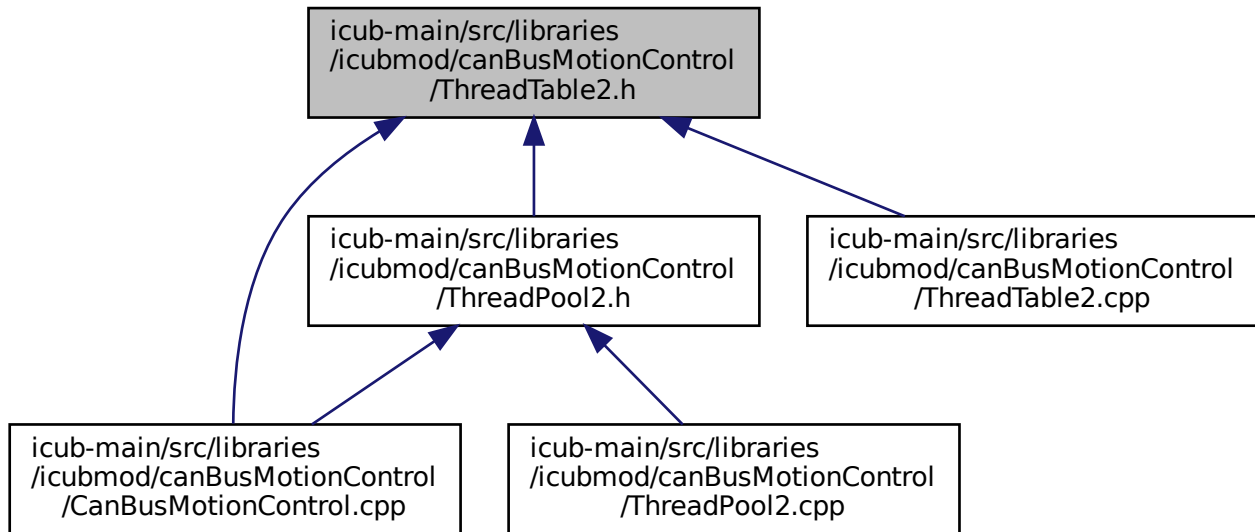 icub-main/src/libraries
/icubmod/canBusMotionControl
/ThreadTable2.h
icub-main/src/libraries
/icubmod/canBusMotionControl
/ThreadPool2.h
icub-main/src/libraries
/icubmod/canBusMotionControl
/ThreadTable2.cpp
icub-main/src/libraries
/icubmod/canBusMotionControl
/CanBusMotionControl.cpp
icub-main/src/libraries
/icubmod/canBusMotionControl
/ThreadPool2.cpp